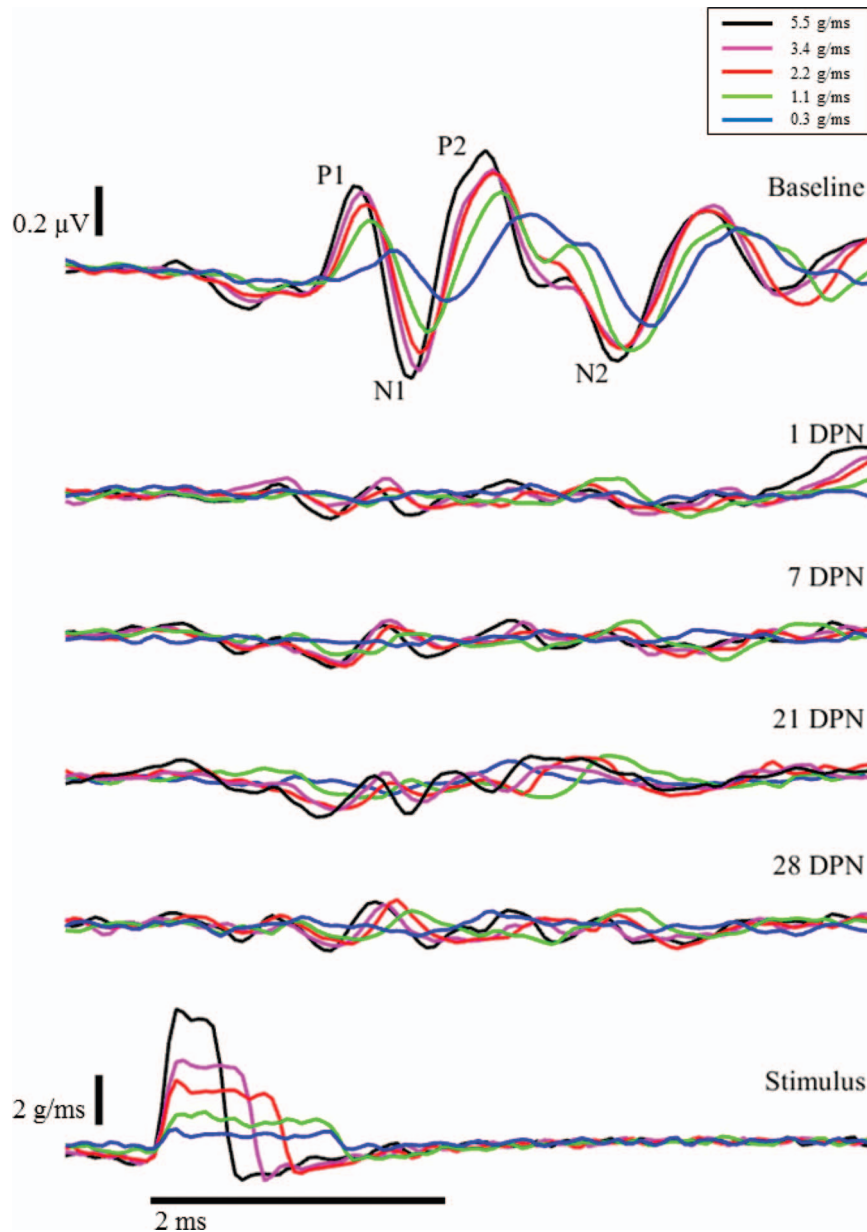 5.5 g/ms
3.4 g/ms
2.2 g/ms
1.1 g/ms
0.3 g/ms
P1
P2
Baseline
0.2 µV
N1
N2
1 DPN
7 DPN
21 DPN
28 DPN
Stimulus
2 g/ms
2 ms